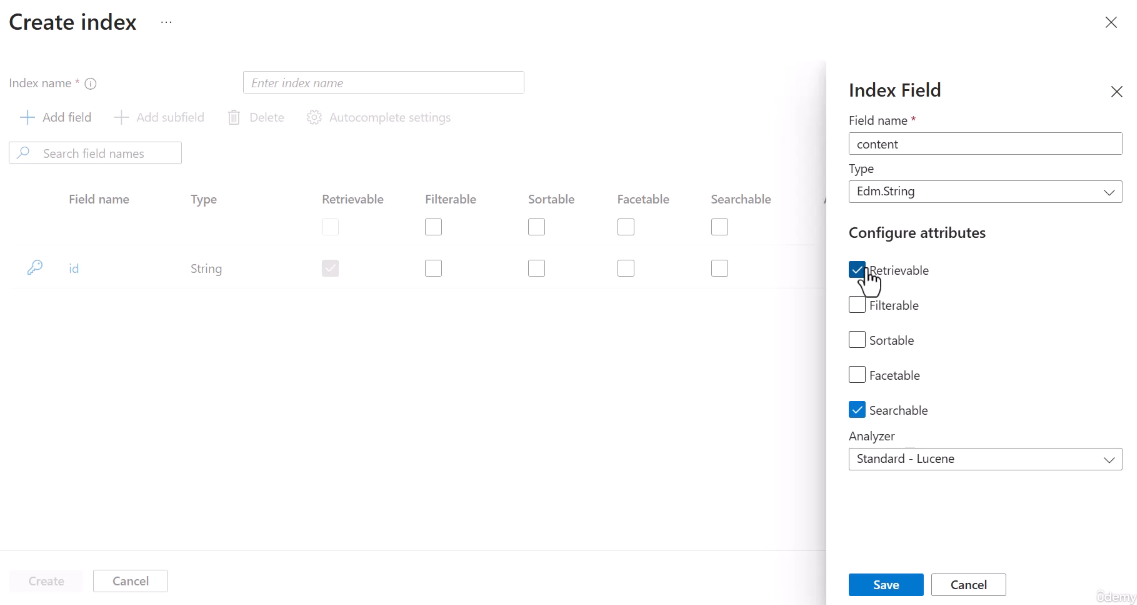 Create index ...
Index name * Enter index name
Add field Add subfield Delete Autocomplete settings
Search field names
Field name Type Retrievable Filterable Sortable Facetable Searchable
id String
Create Cancel
Index Field
Field name *
content
Type
Edm.String
Configure attributes
Retrievable
Filterable
Sortable
Facetable
Searchable
Analyzer
Standard - Lucene
Save Cancel
ûdemy